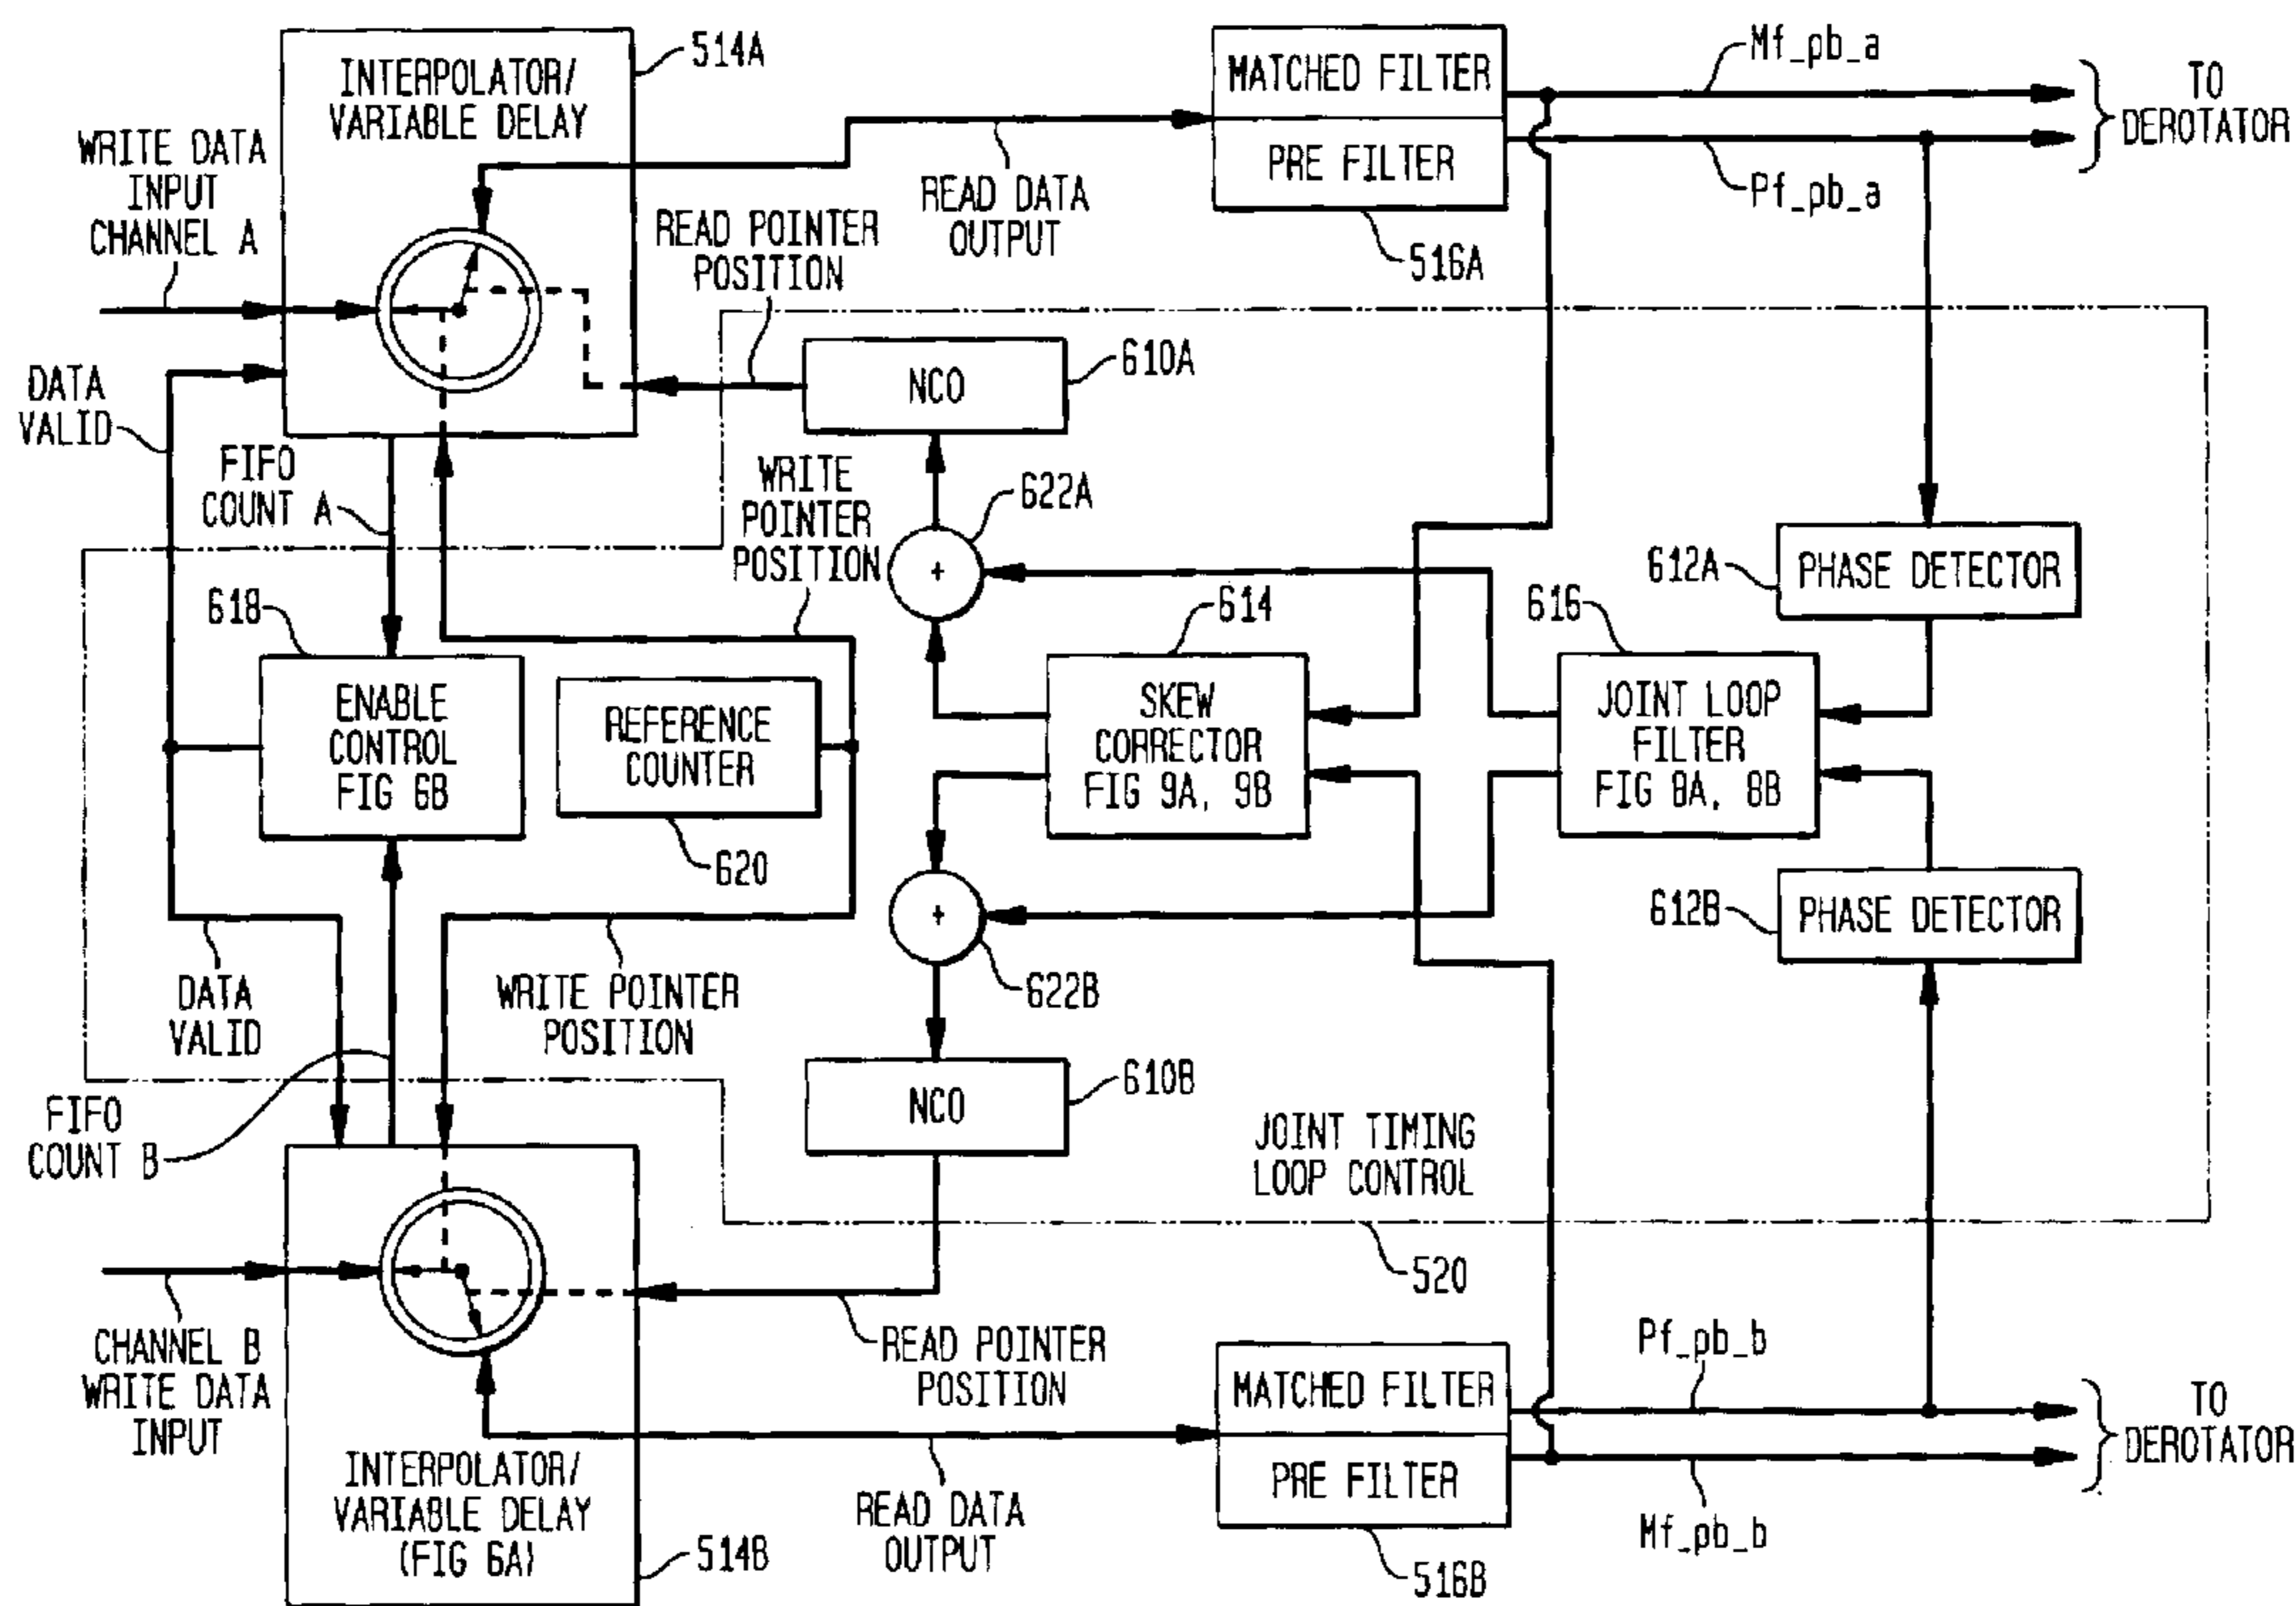 514A
INTERPOLATOR/
VARIABLE DELAY
WRITE DATA
INPUT
CHANNEL A
MATCHED FILTER
PRE FILTER
516A
Mf_pb_a
Pf_pb_a
TO
DEROTATOR
READ DATA
OUTPUT
READ POINTER
POSITION
DATA
VALID
FIFO
COUNT A
NCO
610A
WRITE
POINTER
POSITION
622A
+
612A
PHASE DETECTOR
618
ENABLE
CONTROL
FIG 6B
REFERENCE
COUNTER
620
614
SKEW
CORRECTOR
FIG 9A, 9B
616
JOINT LOOP
FILTER
FIG 8A, 8B
612B
PHASE DETECTOR
+
622B
DATA
VALID
WRITE POINTER
POSITION
NCO
610B
FIFO
COUNT B
JOINT TIMING
LOOP CONTROL
520
CHANNEL B
WRITE DATA
INPUT
READ POINTER
POSITION
INTERPOLATOR/
VARIABLE DELAY
(FIG 6A)
514B
READ DATA
OUTPUT
MATCHED FILTER
PRE FILTER
516B
Pf_pb_b
Mf_pb_b
TO
DEROTATOR